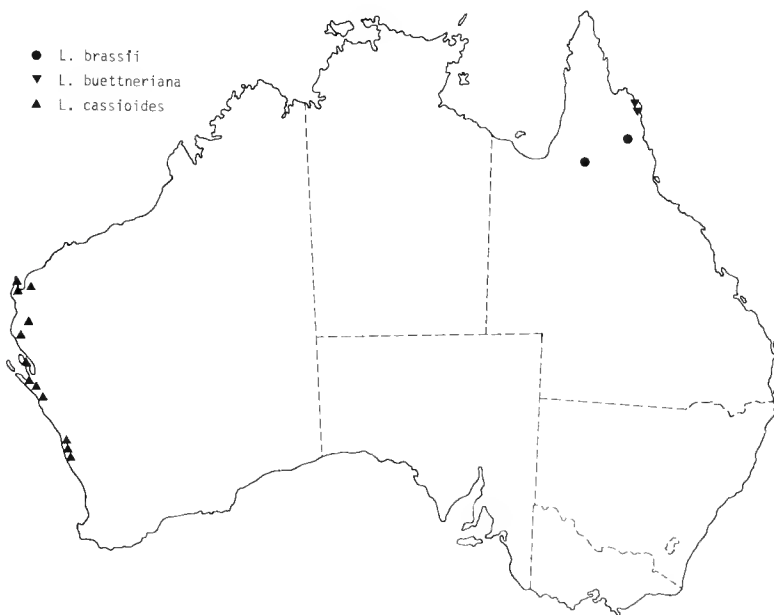 ● L. brassii
▼ L. buettneriana
▲ L. cassioides